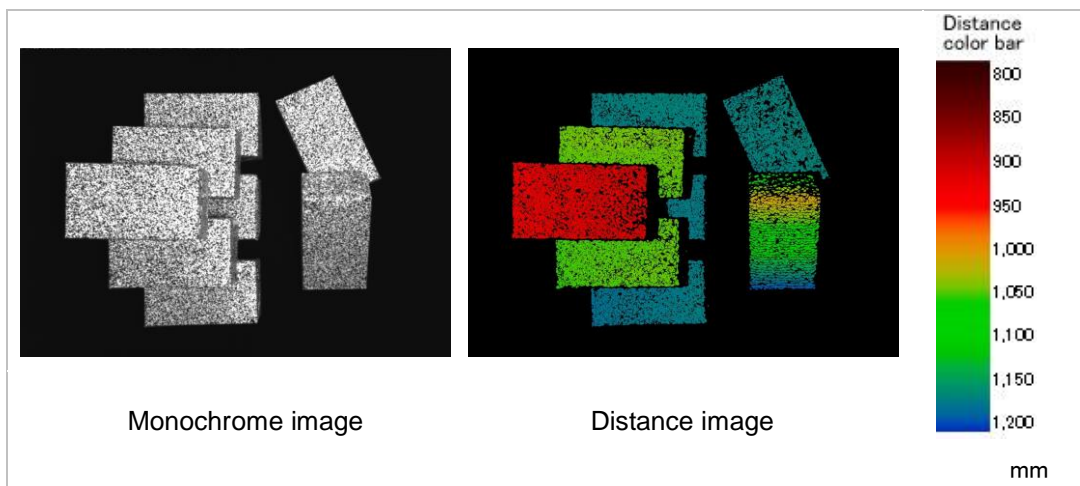 Distance
color bar
800
850
900
950
1,000
1,050
1,100
1,150
1,200
mm
Monochrome image
Distance image